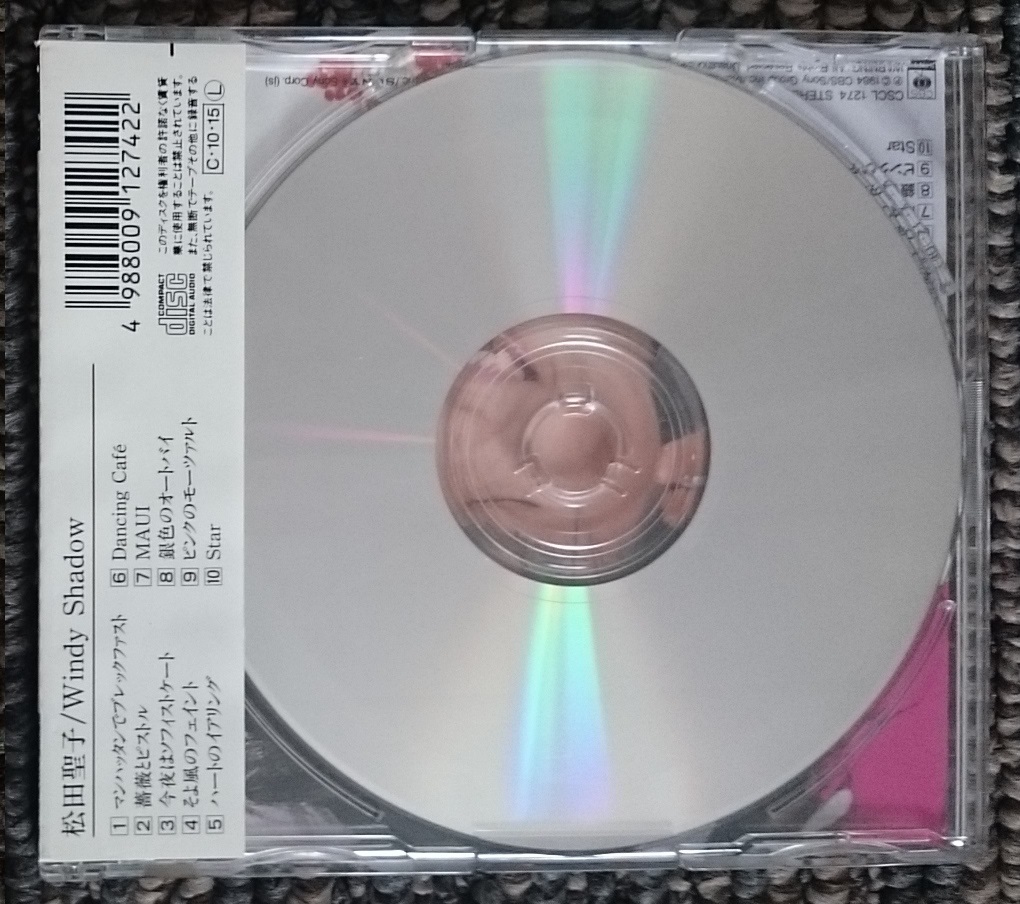 松田聖子/Windy Shadow
1 マンハッタンでブレックファスト
2 薔薇とピストル
3 今夜はソフィストケート
4 そよ風のフェイント
5 ハートのイアリング
6 Dancing Café
7 MAUI
8 銀色のオートバイ
9 ピンクのモーツァルト
10 Star
4 988009 127422
COMPACT
disc
DIGITAL AUDIO
このディスクを権利者の許諾なく賃貸
業に使用することは禁止されています。
また、無断でテープその他に録音する
ことは法律で禁じられています。
C・10・15 L
CSCL 1274
10 Star
9
8 銀
7